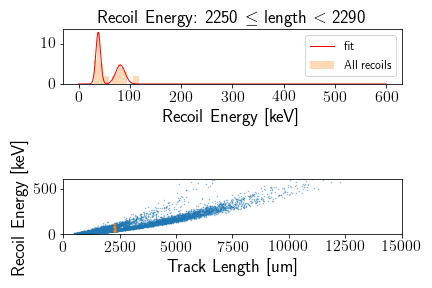 Recoil Energy: 2250 ≤ length < 2290
10
0
fit
All recoils
0 100 200 300 400 500 600
Recoil Energy [keV]
Recoil Energy [keV]
500
0
0 2500 5000 7500 10000 12500 15000
Track Length [um]